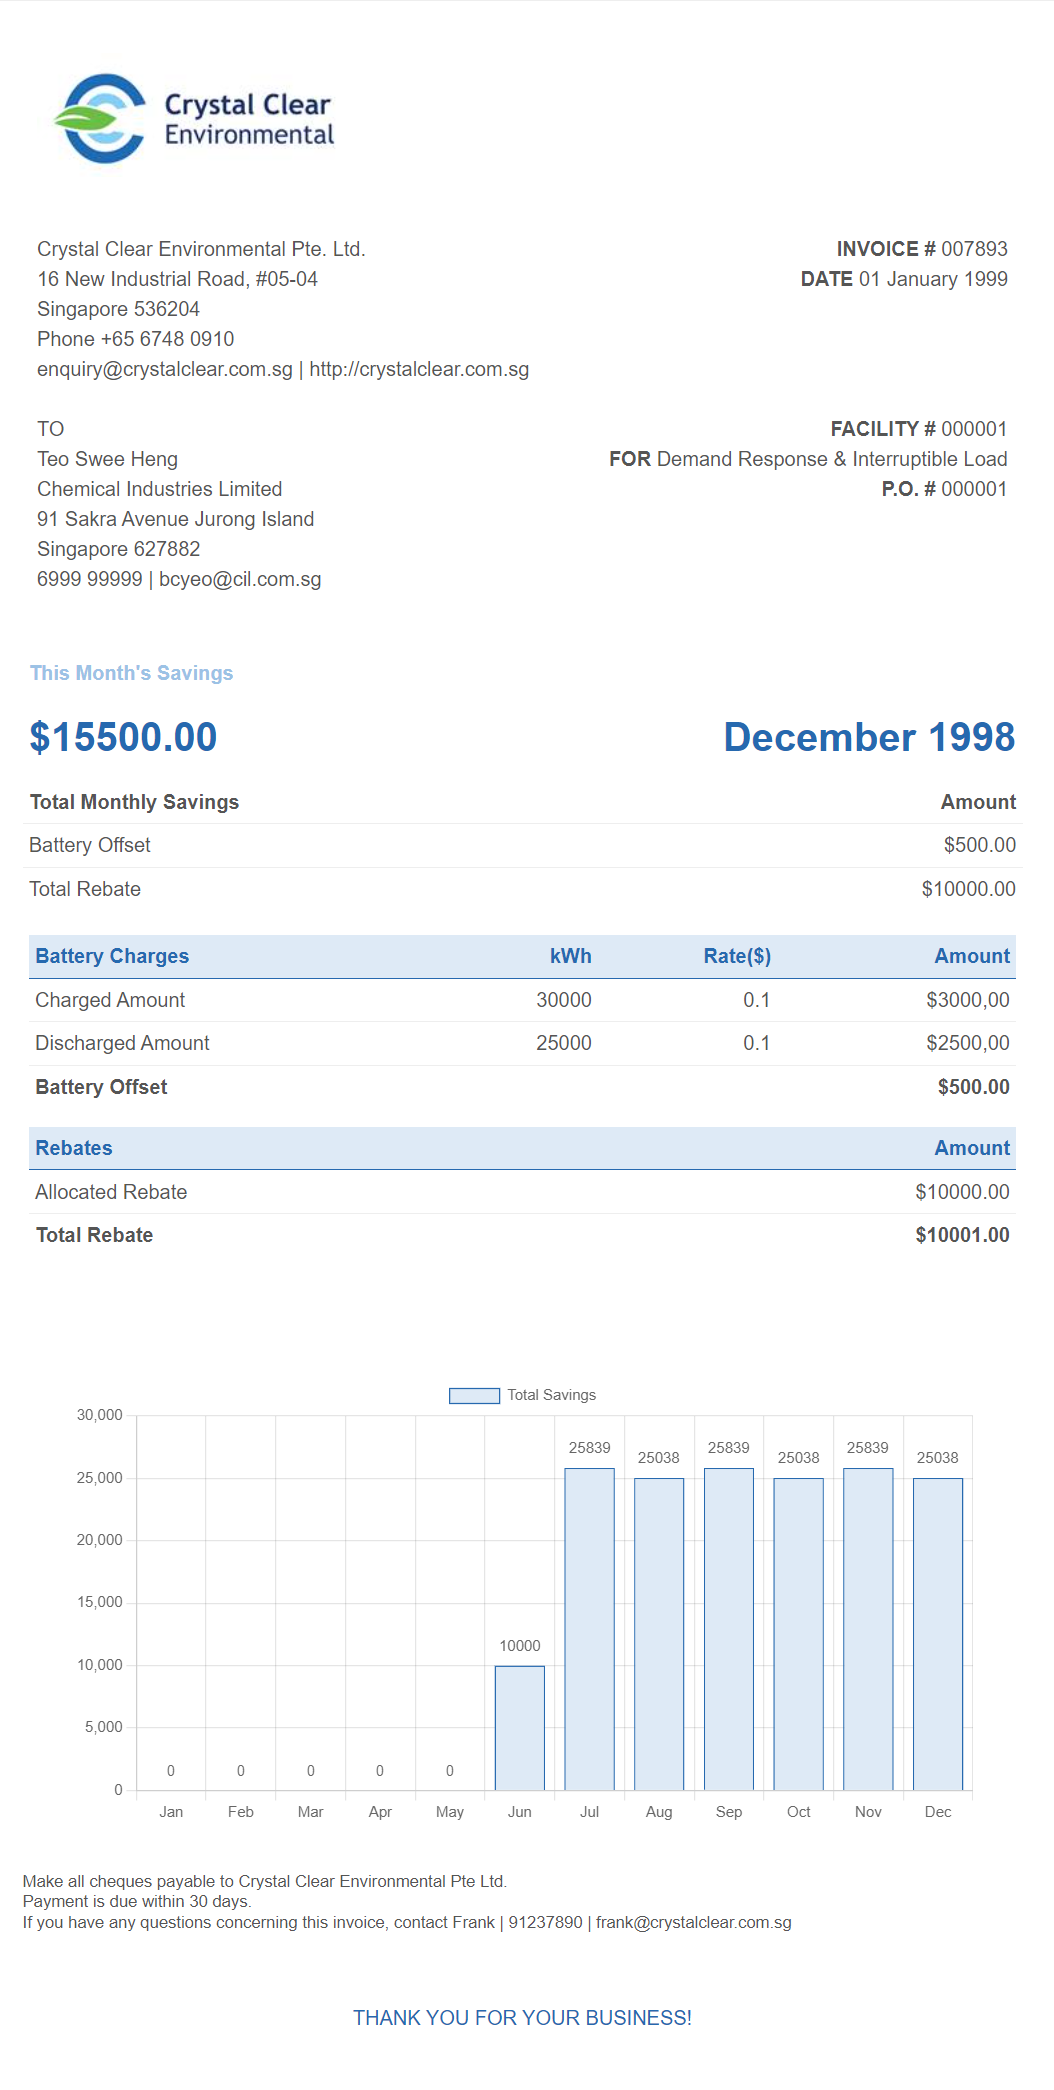 Crystal Clear
Environmental
Crystal Clear Environmental Pte. Ltd.
INVOICE # 007893
16 New Industrial Road, #05-04
DATE 01 January 1999
Singapore 536204
Phone +65 6748 0910
enquiry@crystalclear.com.sg | http://crystalclear.com.sg
TO
FACILITY # 000001
Teo Swee Heng
FOR Demand Response & Interruptible Load
Chemical Industries Limited
P.O. # 000001
91 Sakra Avenue Jurong Island
Singapore 627882
6999 99999 | bcyeo@cil.com.sg
This Month's Savings
$15500.00 December 1998
Total Monthly Savings Amount
Battery Offset $500.00
Total Rebate $10000.00
Battery Charges kWh Rate($) Amount
Charged Amount 30000 0.1 $3000,00
Discharged Amount 25000 0.1 $2500,00
Battery Offset $500.00
Rebates Amount
Allocated Rebate $10000.00
Total Rebate $10001.00
Total Savings
30,000
25,000
20,000
15,000
10,000
5,000
0
0 0 0 0 0 10000 25839 25038 25839 25038 25839 25038
Jan Feb Mar Apr May Jun Jul Aug Sep Oct Nov Dec
Make all cheques payable to Crystal Clear Environmental Pte Ltd.
Payment is due within 30 days.
If you have any questions concerning this invoice, contact Frank | 91237890 | frank@crystalclear.com.sg
THANK YOU FOR YOUR BUSINESS!